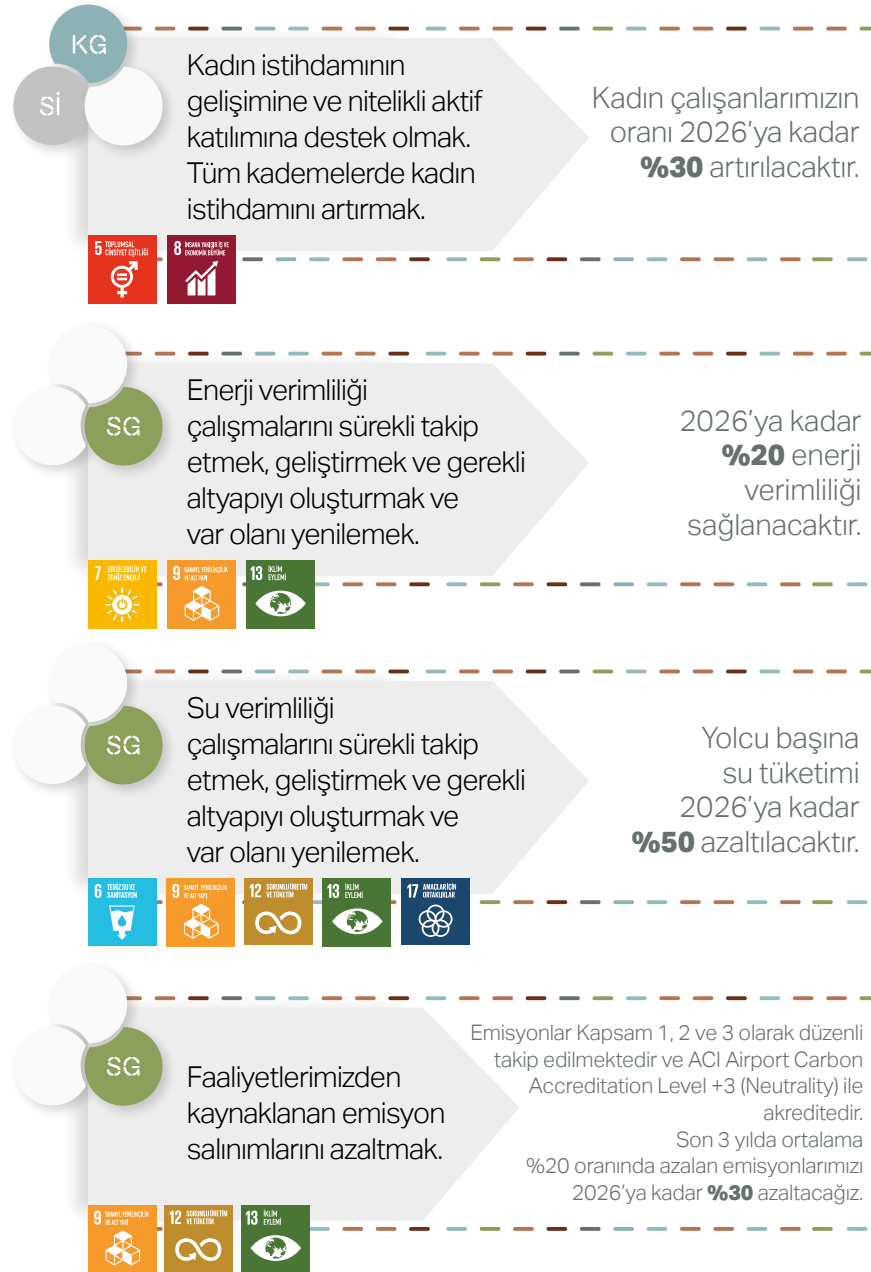 KG
Sİ
Kadın istihdamının
gelişimine ve nitelikli aktif
katılımına destek olmak.
Tüm kademelerde kadın
istihdamını artırmak.
Kadın çalışanlarımızın
oranı 2026’ya kadar
%30 artırılacaktır.
5 TOPLUMSAL
CİNSİYET EŞİTLİĞİ
8 İNSANA YAKIŞIR İŞ VE
EKONOMİK BÜYÜME
SG
Enerji verimliliği
çalışmalarını sürekli takip
etmek, geliştirmek ve gerekli
altyapıyı oluşturmak ve
var olanı yenilemek.
2026’ya kadar
%20 enerji
verimliliği
sağlanacaktır.
7 ERİŞİLEBİLİR VE
TEMİZ ENERJİ
9 SANAYİ, YENİLİKÇİLİK
VE ALT YAPI
13 İKLİM
EYLEMİ
SG
Su verimliliği
çalışmalarını sürekli takip
etmek, geliştirmek ve gerekli
altyapıyı oluşturmak ve
var olanı yenilemek.
Yolcu başına
su tüketimi
2026’ya kadar
%50 azaltılacaktır.
6 TEMİZ SU VE
SANİTASYON
9 SANAYİ, YENİLİKÇİLİK
VE ALT YAPI
12 SORUMLU ÜRETİM
VE TÜKETİM
13 İKLİM
EYLEMİ
17 AMAÇLAR İÇİN
ORTAKLIKLAR
SG
Faaliyetlerimizden
kaynaklanan emisyon
salınımlarını azaltmak.
Emisyonlar Kapsam 1, 2 ve 3 olarak düzenli
takip edilmektedir ve ACI Airport Carbon
Accreditation Level +3 (Neutrality) ile
akreditedir.
Son 3 yılda ortalama
%20 oranında azalan emisyonlarımızı
2026’ya kadar %30 azaltacağız.
9 SANAYİ, YENİLİKÇİLİK
VE ALT YAPI
12 SORUMLU ÜRETİM
VE TÜKETİM
13 İKLİM
EYLEMİ